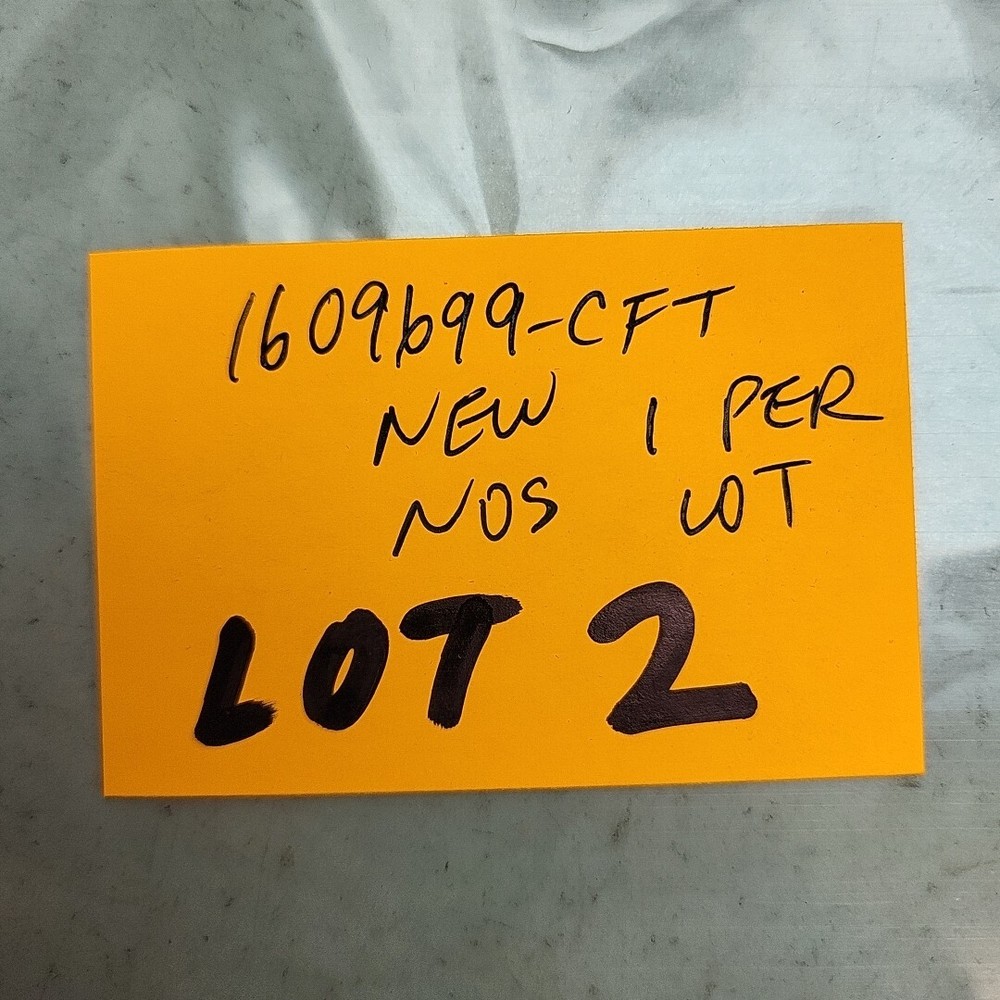 1609699-CFT
NEW 1 PER
NOS LOT
LOT 2